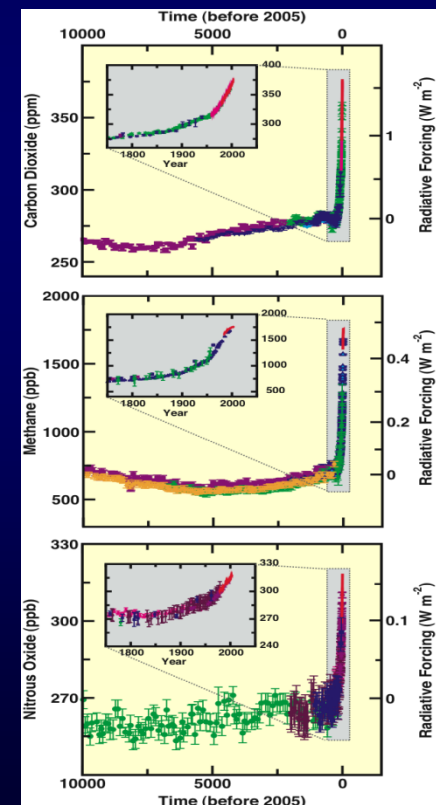 Time (before 2005)
10000 5000 0
Carbon Dioxide (ppm)
350
300
250
400
350
300
1800 1900 2000
Year
1
0
Radiative Forcing (W m⁻²)
Methane (ppb)
2000
1500
1000
500
2000
1500
1000
500
1800 1900 2000
Year
0.4
0.2
0
Radiative Forcing (W m⁻²)
Nitrous Oxide (ppb)
330
300
270
330
300
270
240
1800 1900 2000
Year
0.1
0
Radiative Forcing (W m⁻²)
10000 5000 0
Time (before 2005)